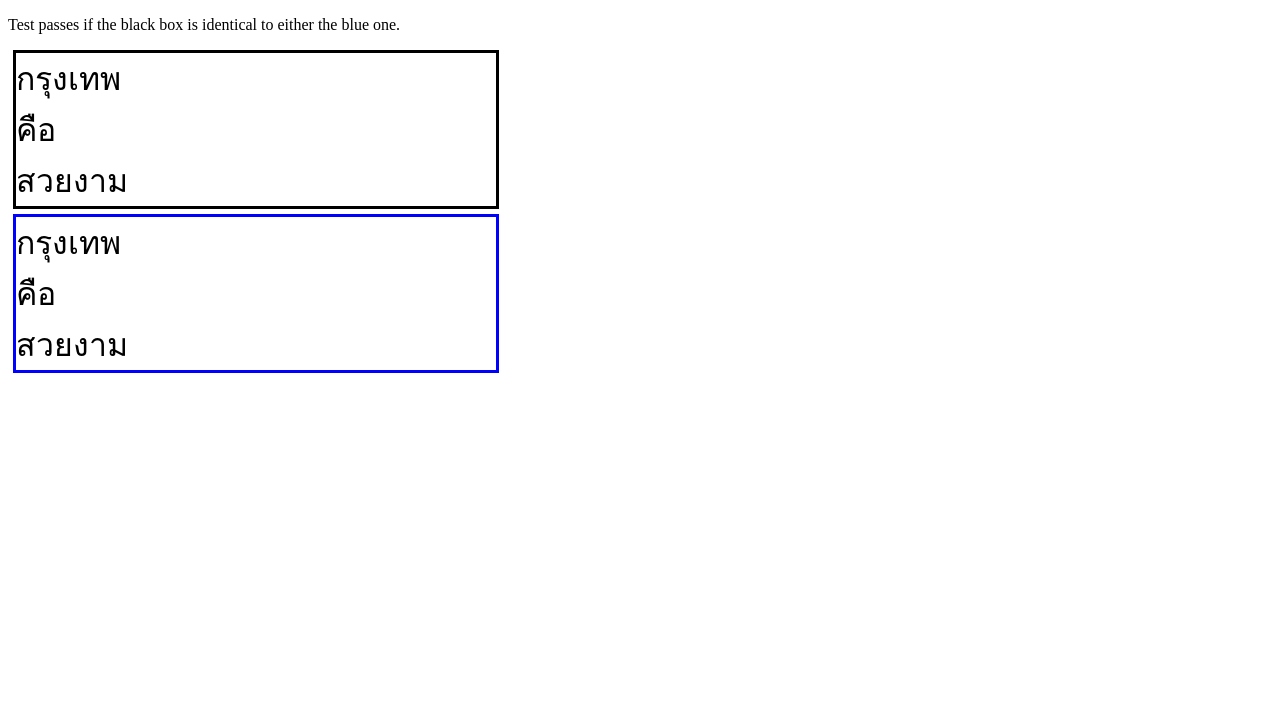 Test passes if the black box is identical to either the blue one.
กรุงเทพ
คือ
สวยงาม
กรุงเทพ
คือ
สวยงาม